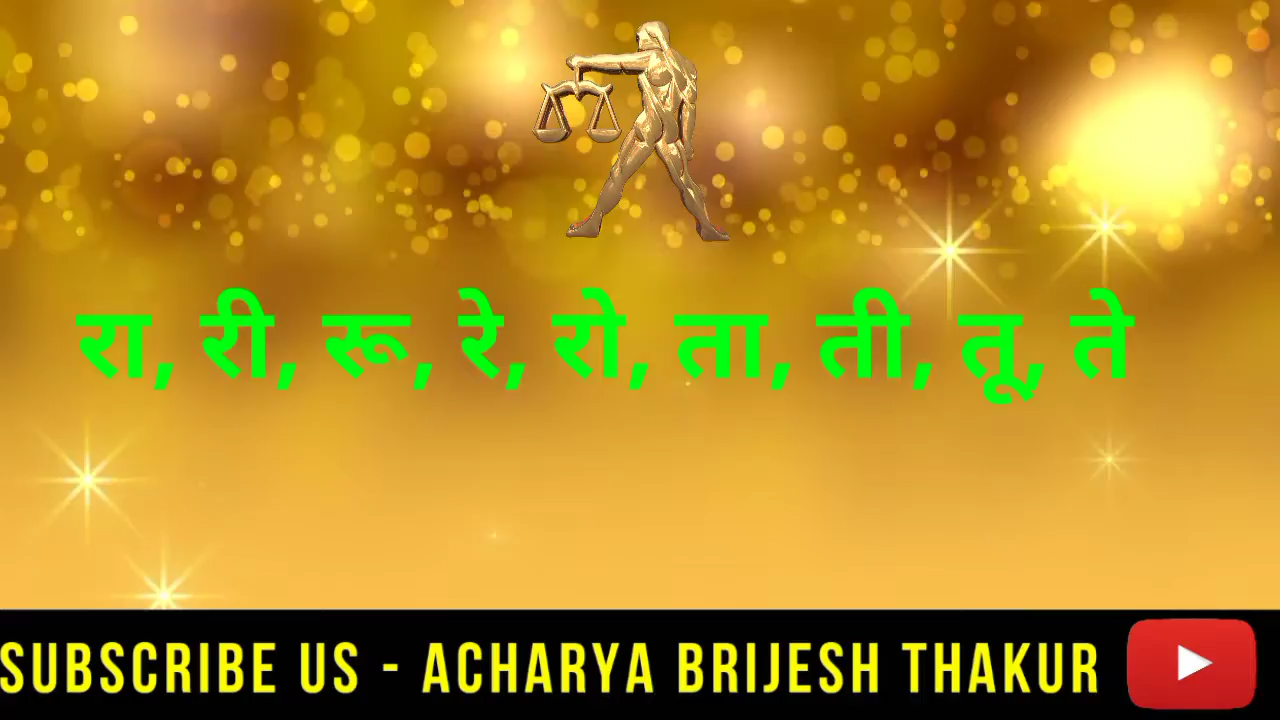 रा, री, रू, रे, रो, ता, ती, तू, ते
SUBSCRIBE US - ACHARYA BRIJESH THAKUR